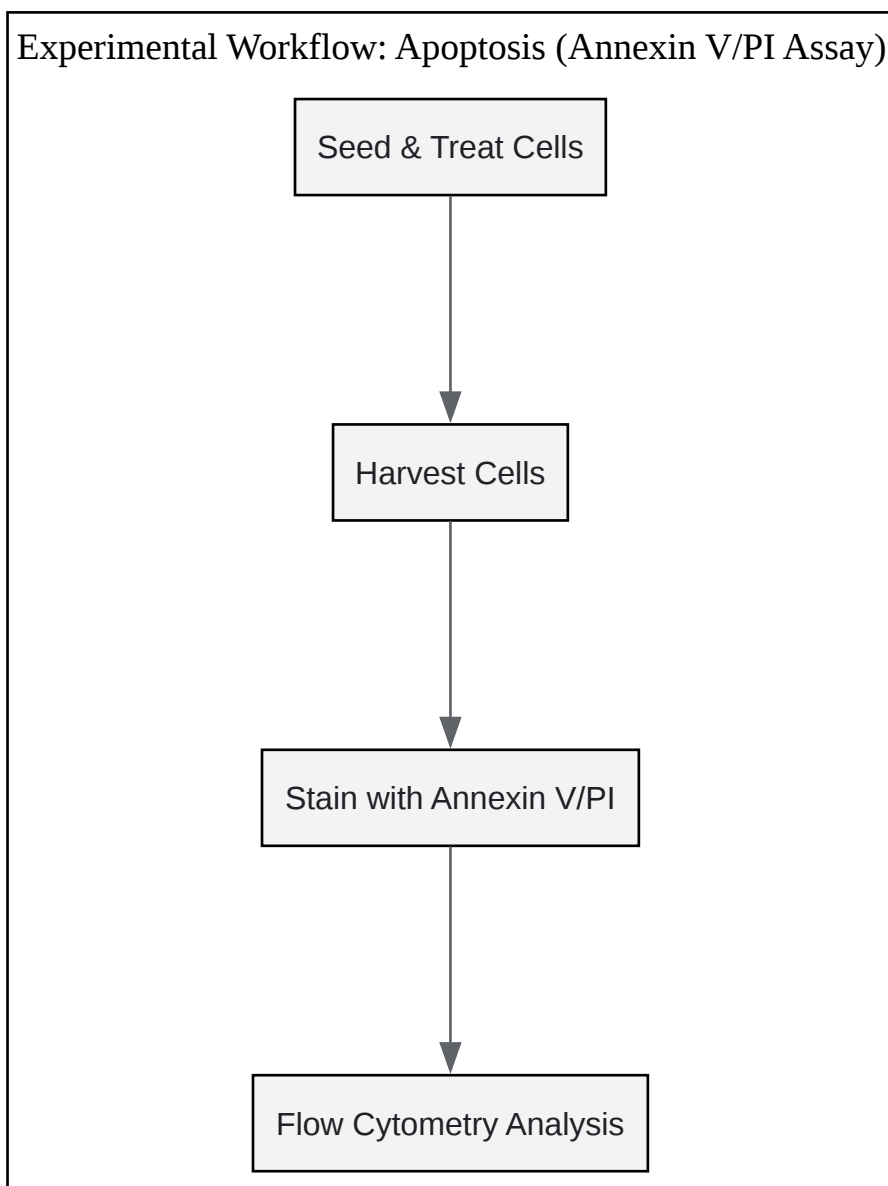 Experimental Workflow: Apoptosis (Annexin V/PI Assay)
Seed & Treat Cells
Harvest Cells
Stain with Annexin V/PI
Flow Cytometry Analysis